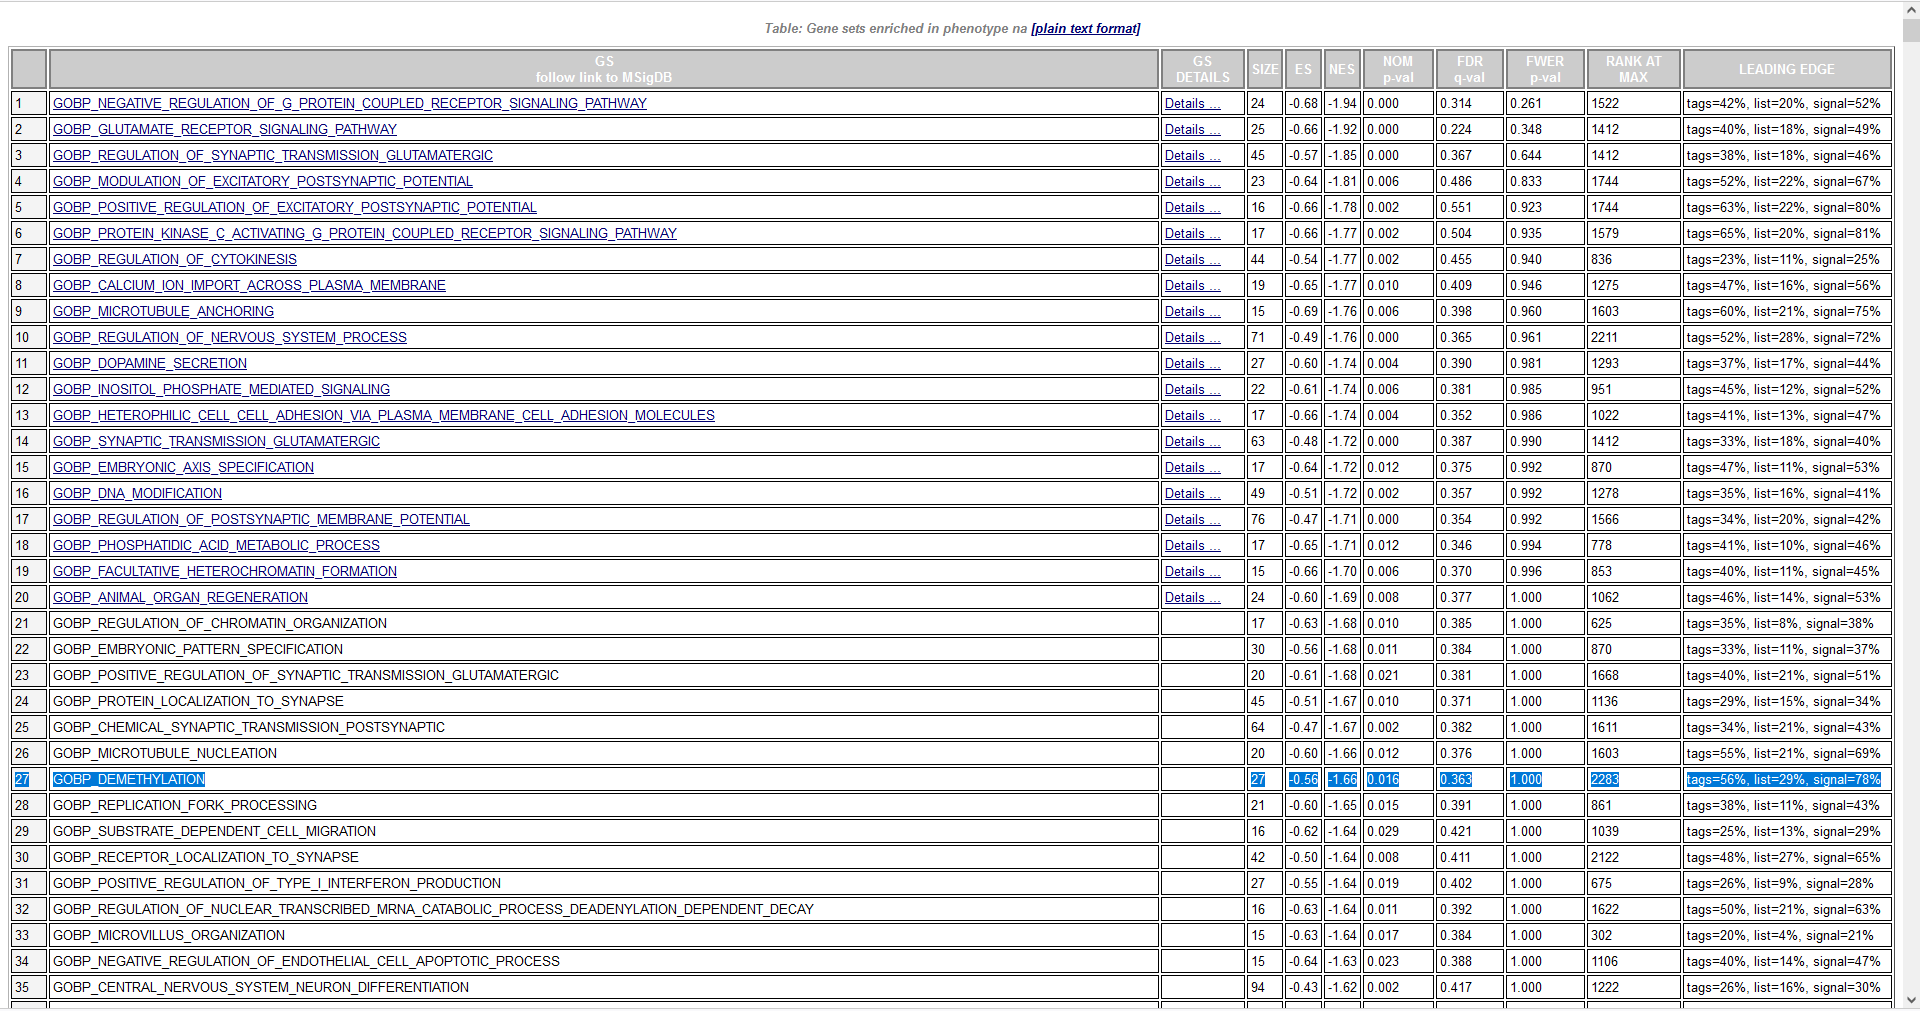 Table: Gene sets enriched in phenotype na [plain text format]
GS follow link to MSigDB GS DETAILS SIZE ES NES NOM p-val FDR q-val FWER p-val RANK AT MAX LEADING EDGE
1 GOBP_NEGATIVE_REGULATION_OF_G_PROTEIN_COUPLED_RECEPTOR_SIGNALING_PATHWAY Details ... 24 -0.68 -1.94 0.000 0.314 0.261 1522 tags=42%, list=20%, signal=52%
2 GOBP_GLUTAMATE_RECEPTOR_SIGNALING_PATHWAY Details ... 25 -0.66 -1.92 0.000 0.224 0.348 1412 tags=40%, list=18%, signal=49%
3 GOBP_REGULATION_OF_SYNAPTIC_TRANSMISSION_GLUTAMATERGIC Details ... 45 -0.57 -1.85 0.000 0.367 0.644 1412 tags=38%, list=18%, signal=46%
4 GOBP_MODULATION_OF_EXCITATORY_POSTSYNAPTIC_POTENTIAL Details ... 23 -0.64 -1.81 0.006 0.486 0.833 1744 tags=52%, list=22%, signal=67%
5 GOBP_POSITIVE_REGULATION_OF_EXCITATORY_POSTSYNAPTIC_POTENTIAL Details ... 16 -0.66 -1.78 0.002 0.551 0.923 1744 tags=63%, list=22%, signal=80%
6 GOBP_PROTEIN_KINASE_C_ACTIVATING_G_PROTEIN_COUPLED_RECEPTOR_SIGNALING_PATHWAY Details ... 17 -0.66 -1.77 0.002 0.504 0.935 1579 tags=65%, list=20%, signal=81%
7 GOBP_REGULATION_OF_CYTOKINESIS Details ... 44 -0.54 -1.77 0.002 0.455 0.940 836 tags=23%, list=11%, signal=25%
8 GOBP_CALCIUM_ION_IMPORT_ACROSS_PLASMA_MEMBRANE Details ... 19 -0.65 -1.77 0.010 0.409 0.946 1275 tags=47%, list=16%, signal=56%
9 GOBP_MICROTUBULE_ANCHORING Details ... 15 -0.69 -1.76 0.006 0.398 0.960 1603 tags=60%, list=21%, signal=75%
10 GOBP_REGULATION_OF_NERVOUS_SYSTEM_PROCESS Details ... 71 -0.49 -1.76 0.000 0.365 0.961 2211 tags=52%, list=28%, signal=72%
11 GOBP_DOPAMINE_SECRETION Details ... 27 -0.60 -1.74 0.004 0.390 0.981 1293 tags=37%, list=17%, signal=44%
12 GOBP_INOSITOL_PHOSPHATE_MEDIATED_SIGNALING Details ... 22 -0.61 -1.74 0.006 0.381 0.985 951 tags=45%, list=12%, signal=52%
13 GOBP_HETEROPHILIC_CELL_CELL_ADHESION_VIA_PLASMA_MEMBRANE_CELL_ADHESION_MOLECULES Details ... 17 -0.66 -1.74 0.004 0.352 0.986 1022 tags=41%, list=13%, signal=47%
14 GOBP_SYNAPTIC_TRANSMISSION_GLUTAMATERGIC Details ... 63 -0.48 -1.72 0.000 0.387 0.990 1412 tags=33%, list=18%, signal=40%
15 GOBP_EMBRYONIC_AXIS_SPECIFICATION Details ... 17 -0.64 -1.72 0.012 0.375 0.992 870 tags=47%, list=11%, signal=53%
16 GOBP_DNA_MODIFICATION Details ... 49 -0.51 -1.72 0.002 0.357 0.992 1278 tags=35%, list=16%, signal=41%
17 GOBP_REGULATION_OF_POSTSYNAPTIC_MEMBRANE_POTENTIAL Details ... 76 -0.47 -1.71 0.000 0.354 0.992 1566 tags=34%, list=20%, signal=42%
18 GOBP_PHOSPHATIDIC_ACID_METABOLIC_PROCESS Details ... 17 -0.65 -1.71 0.012 0.346 0.994 778 tags=41%, list=10%, signal=46%
19 GOBP_FACULTATIVE_HETEROCHROMATIN_FORMATION Details ... 15 -0.66 -1.70 0.006 0.370 0.996 853 tags=40%, list=11%, signal=45%
20 GOBP_ANIMAL_ORGAN_REGENERATION Details ... 24 -0.60 -1.69 0.008 0.377 1.000 1062 tags=46%, list=14%, signal=53%
21 GOBP_REGULATION_OF_CHROMATIN_ORGANIZATION 17 -0.63 -1.68 0.010 0.385 1.000 625 tags=35%, list=8%, signal=38%
22 GOBP_EMBRYONIC_PATTERN_SPECIFICATION 30 -0.56 -1.68 0.011 0.384 1.000 870 tags=33%, list=11%, signal=37%
23 GOBP_POSITIVE_REGULATION_OF_SYNAPTIC_TRANSMISSION_GLUTAMATERGIC 20 -0.61 -1.68 0.021 0.381 1.000 1668 tags=40%, list=21%, signal=51%
24 GOBP_PROTEIN_LOCALIZATION_TO_SYNAPSE 45 -0.51 -1.67 0.010 0.371 1.000 1136 tags=29%, list=15%, signal=34%
25 GOBP_CHEMICAL_SYNAPTIC_TRANSMISSION_POSTSYNAPTIC 64 -0.47 -1.67 0.002 0.382 1.000 1611 tags=34%, list=21%, signal=43%
26 GOBP_MICROTUBULE_NUCLEATION 20 -0.60 -1.66 0.012 0.376 1.000 1603 tags=55%, list=21%, signal=69%
27 GOBP_DEMETHYLATION 27 -0.56 -1.66 0.016 0.363 1.000 2283 tags=56%, list=29%, signal=78%
28 GOBP_REPLICATION_FORK_PROCESSING 21 -0.60 -1.65 0.015 0.391 1.000 861 tags=38%, list=11%, signal=43%
29 GOBP_SUBSTRATE_DEPENDENT_CELL_MIGRATION 16 -0.62 -1.64 0.029 0.421 1.000 1039 tags=25%, list=13%, signal=29%
30 GOBP_RECEPTOR_LOCALIZATION_TO_SYNAPSE 42 -0.50 -1.64 0.008 0.411 1.000 2122 tags=48%, list=27%, signal=65%
31 GOBP_POSITIVE_REGULATION_OF_TYPE_I_INTERFERON_PRODUCTION 27 -0.55 -1.64 0.019 0.402 1.000 675 tags=26%, list=9%, signal=28%
32 GOBP_REGULATION_OF_NUCLEAR_TRANSCRIBED_MRNA_CATABOLIC_PROCESS_DEADENYLATION_DEPENDENT_DECAY 16 -0.63 -1.64 0.011 0.392 1.000 1622 tags=50%, list=21%, signal=63%
33 GOBP_MICROVILLUS_ORGANIZATION 15 -0.63 -1.64 0.017 0.384 1.000 302 tags=20%, list=4%, signal=21%
34 GOBP_NEGATIVE_REGULATION_OF_ENDOTHELIAL_CELL_APOPTOTIC_PROCESS 15 -0.64 -1.63 0.023 0.388 1.000 1106 tags=40%, list=14%, signal=47%
35 GOBP_CENTRAL_NERVOUS_SYSTEM_NEURON_DIFFERENTIATION 94 -0.43 -1.62 0.002 0.417 1.000 1222 tags=26%, list=16%, signal=30%